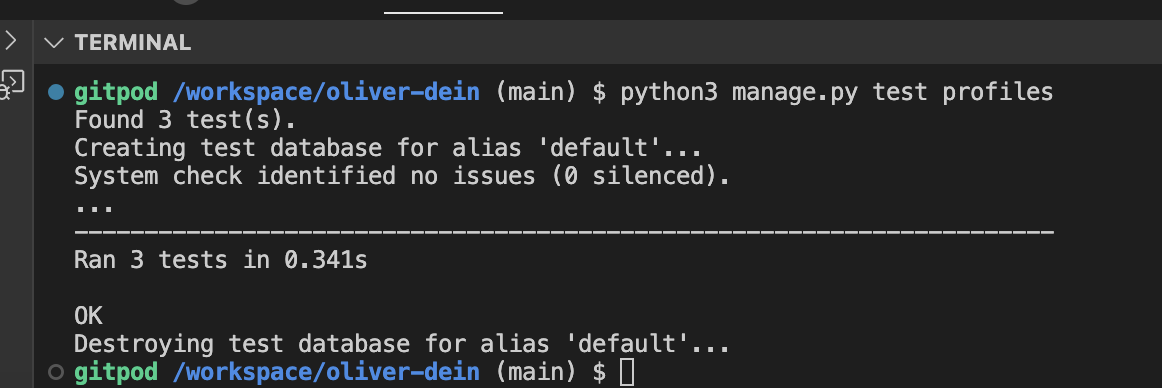 TERMINAL
gitpod /workspace/oliver-dein (main) $ python3 manage.py test profiles
Found 3 test(s).
Creating test database for alias 'default'...
System check identified no issues (0 silenced).
...
----------------------------------------------------------------------
Ran 3 tests in 0.341s
OK
Destroying test database for alias 'default'...
gitpod /workspace/oliver-dein (main) $